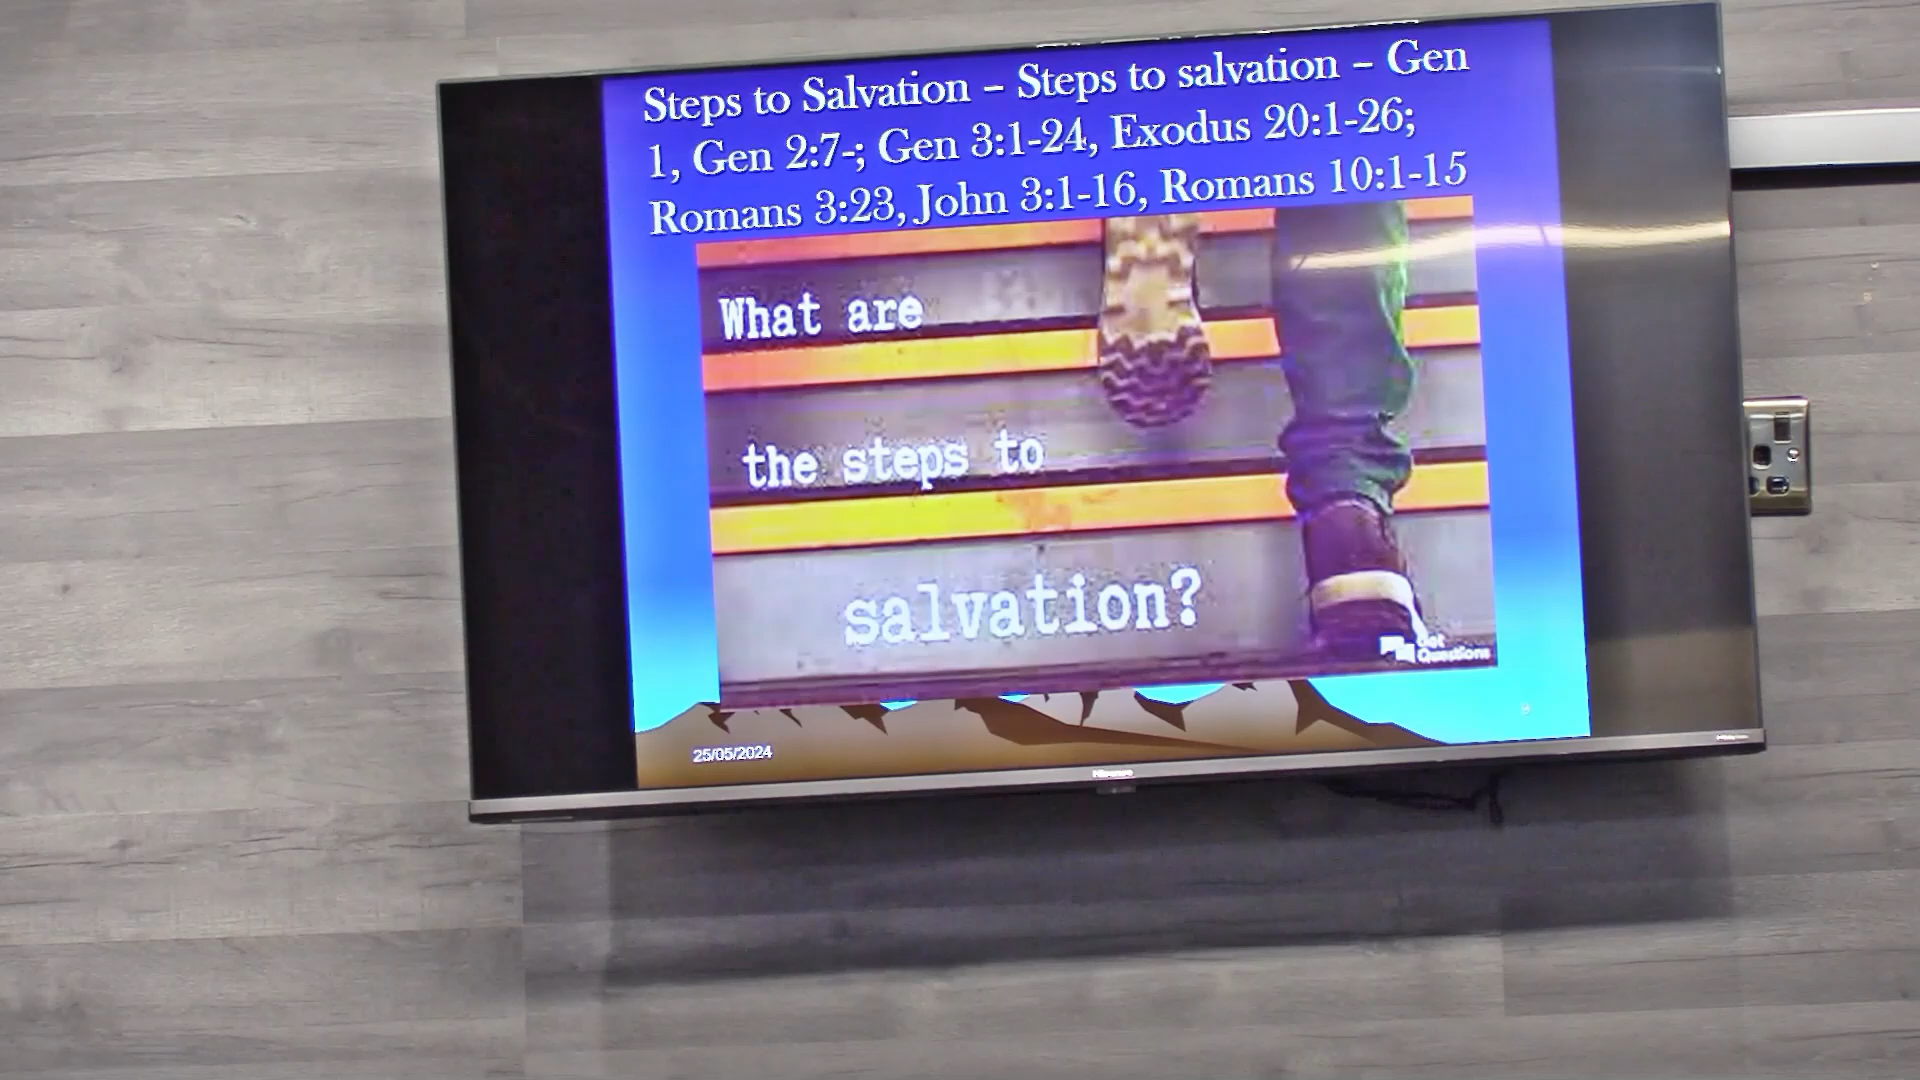 Steps to Salvation – Steps to salvation – Gen
1, Gen 2:7-; Gen 3:1-24, Exodus 20:1-26;
Romans 3:23, John 3:1-16, Romans 10:1-15
What are
the steps to
salvation?
Got
Questions
25/05/2024
Hisense